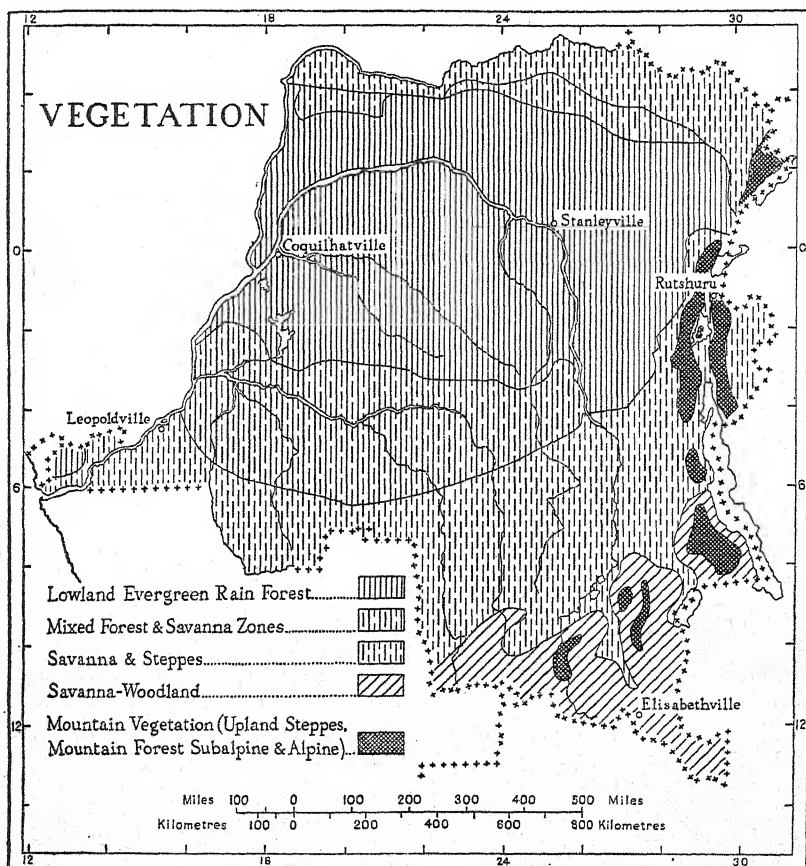 12 18 24 30
VEGETATION
Stanleyville
0 Coquilhatville 0
Rutshuru
Leopoldville
6 6
Lowland Evergreen Rain Forest
Mixed Forest & Savanna Zones
Savanna & Steppes
Savanna-Woodland
Elisabethville
12 12
Mountain Vegetation (Upland Steppes,
Mountain Forest Subalpine & Alpine)
Miles 100 0 100 200 300 400 500 Miles
Kilometres 100 0 200 400 600 800 Kilometres
12 18 24 30